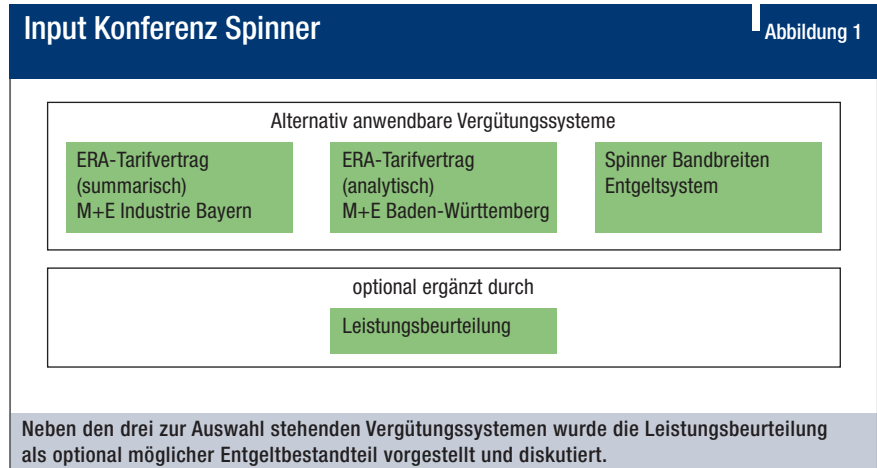 Input Konferenz Spinner
Abbildung 1
Alternativ anwendbare Vergütungssysteme
ERA-Tarifvertrag
(summarisch)
M+E Industrie Bayern
ERA-Tarifvertrag
(analytisch)
M+E Baden-Württemberg
Spinner Bandbreiten
Entgeltsystem
optional ergänzt durch
Leistungsbeurteilung
Neben den drei zur Auswahl stehenden Vergütungssystemen wurde die Leistungsbeurteilung
als optional möglicher Entgeltbestandteil vorgestellt und diskutiert.